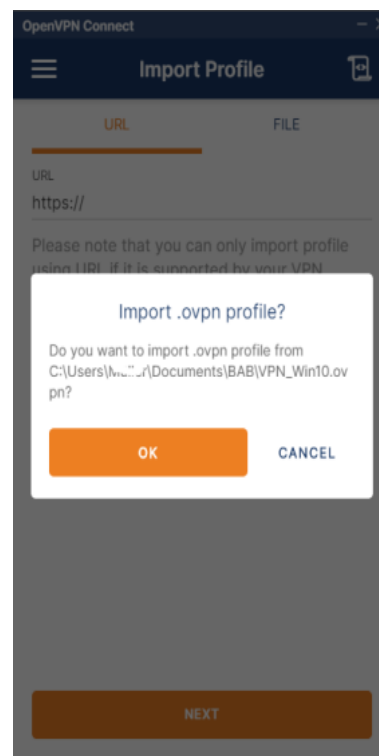 OpenVPN Connect
Import Profile
URL FILE
URL
https://
Please note that you can only import profile
using URL if it is supported by your VPN
Import .ovpn profile?
Do you want to import .ovpn profile from
C:\Users\ \Documents\BAB\VPN_Win10.ov
pn?
OK CANCEL
NEXT